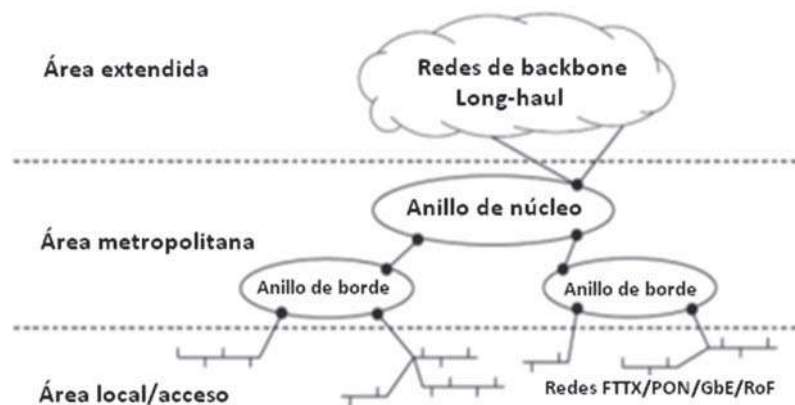 Área extendida
Redes de backbone
Long-haul
Anillo de núcleo
Área metropolitana
Anillo de borde
Anillo de borde
Área local/acceso
Redes FTTX/PON/GbE/RoF